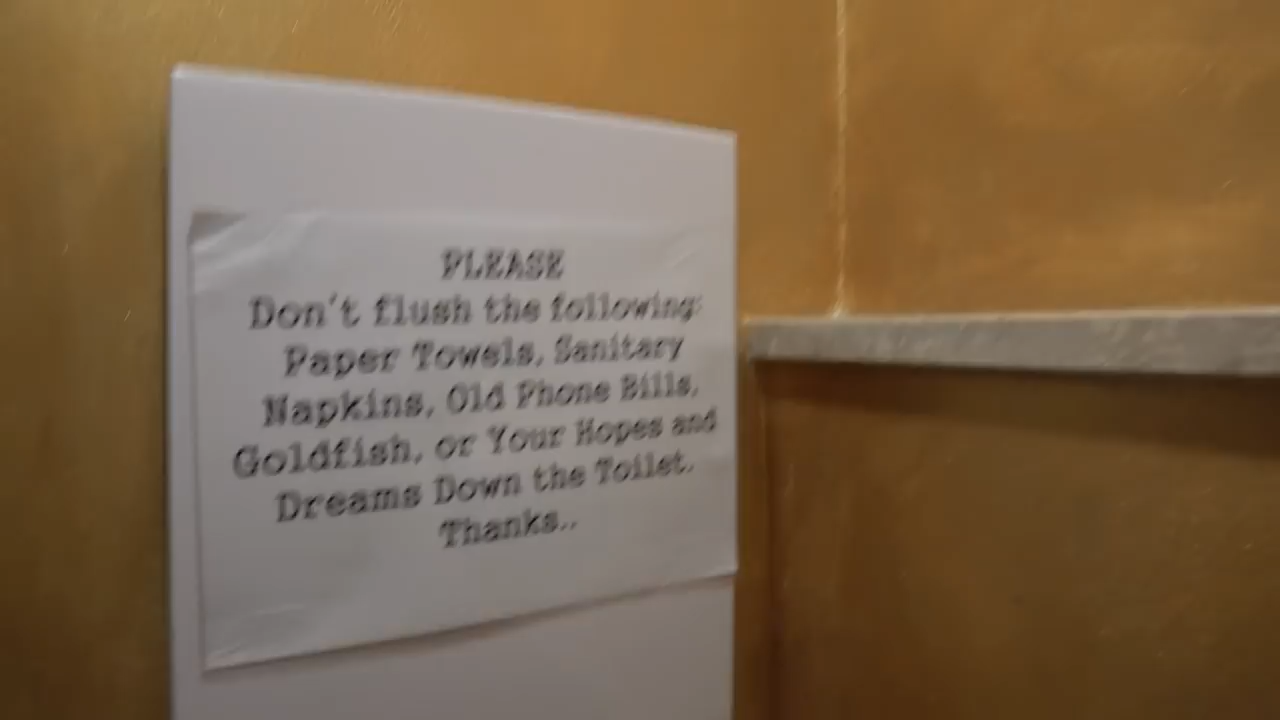 PLEASE
Don't flush the following:
Paper Towels, Sanitary
Napkins, Old Phone Bills,
Goldfish, or Your Hopes and
Dreams Down the Toilet.
Thanks..